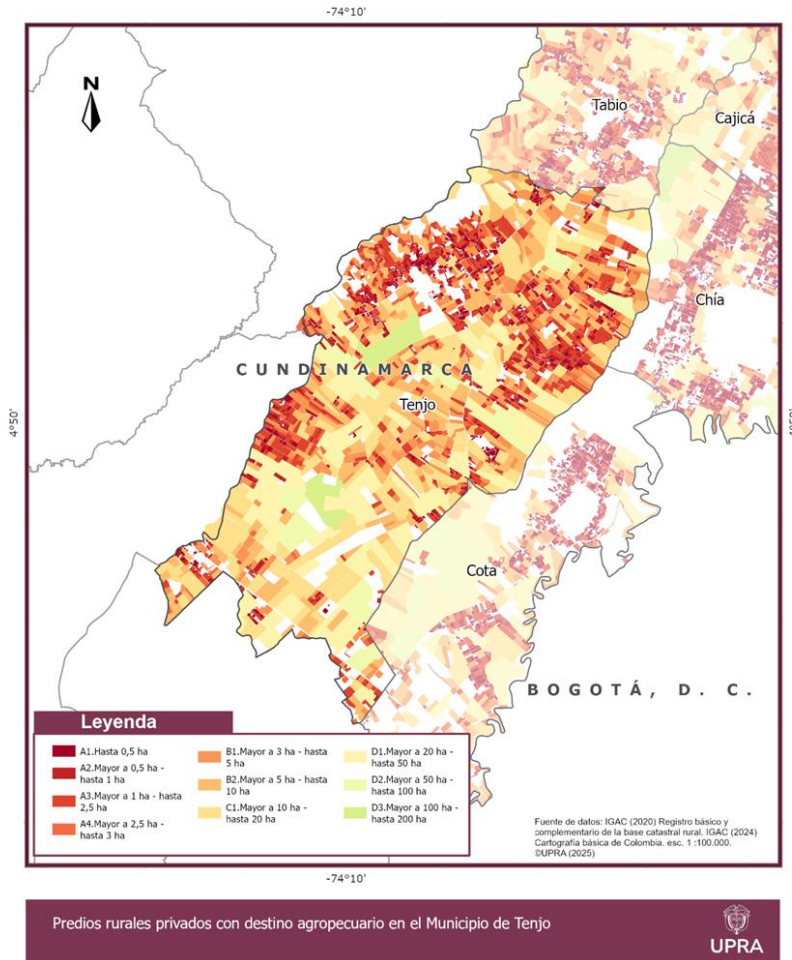 -74°10'
N
Tabio
Cajicá
Chía
CUNDINAMARCA
Tenjo
4°50'
Cota
BOGOTÁ, D. C.
Leyenda
A1.Hasta 0,5 ha
A2.Mayor a 0,5 ha -
hasta 1 ha
A3.Mayor a 1 ha - hasta
2,5 ha
A4.Mayor a 2,5 ha -
hasta 3 ha
B1.Mayor a 3 ha - hasta
5 ha
B2.Mayor a 5 ha - hasta
10 ha
C1.Mayor a 10 ha -
hasta 20 ha
D1.Mayor a 20 ha -
hasta 50 ha
D2.Mayor a 50 ha -
hasta 100 ha
D3.Mayor a 100 ha -
hasta 200 ha
Fuente de datos: IGAC (2020) Registro básico y
complementario de la base catastral rural. IGAC (2024)
Cartografía básica de Colombia. esc. 1 :100.000.
©UPRA (2025)
-74°10'
Predios rurales privados con destino agropecuario en el Municipio de Tenjo
UPRA